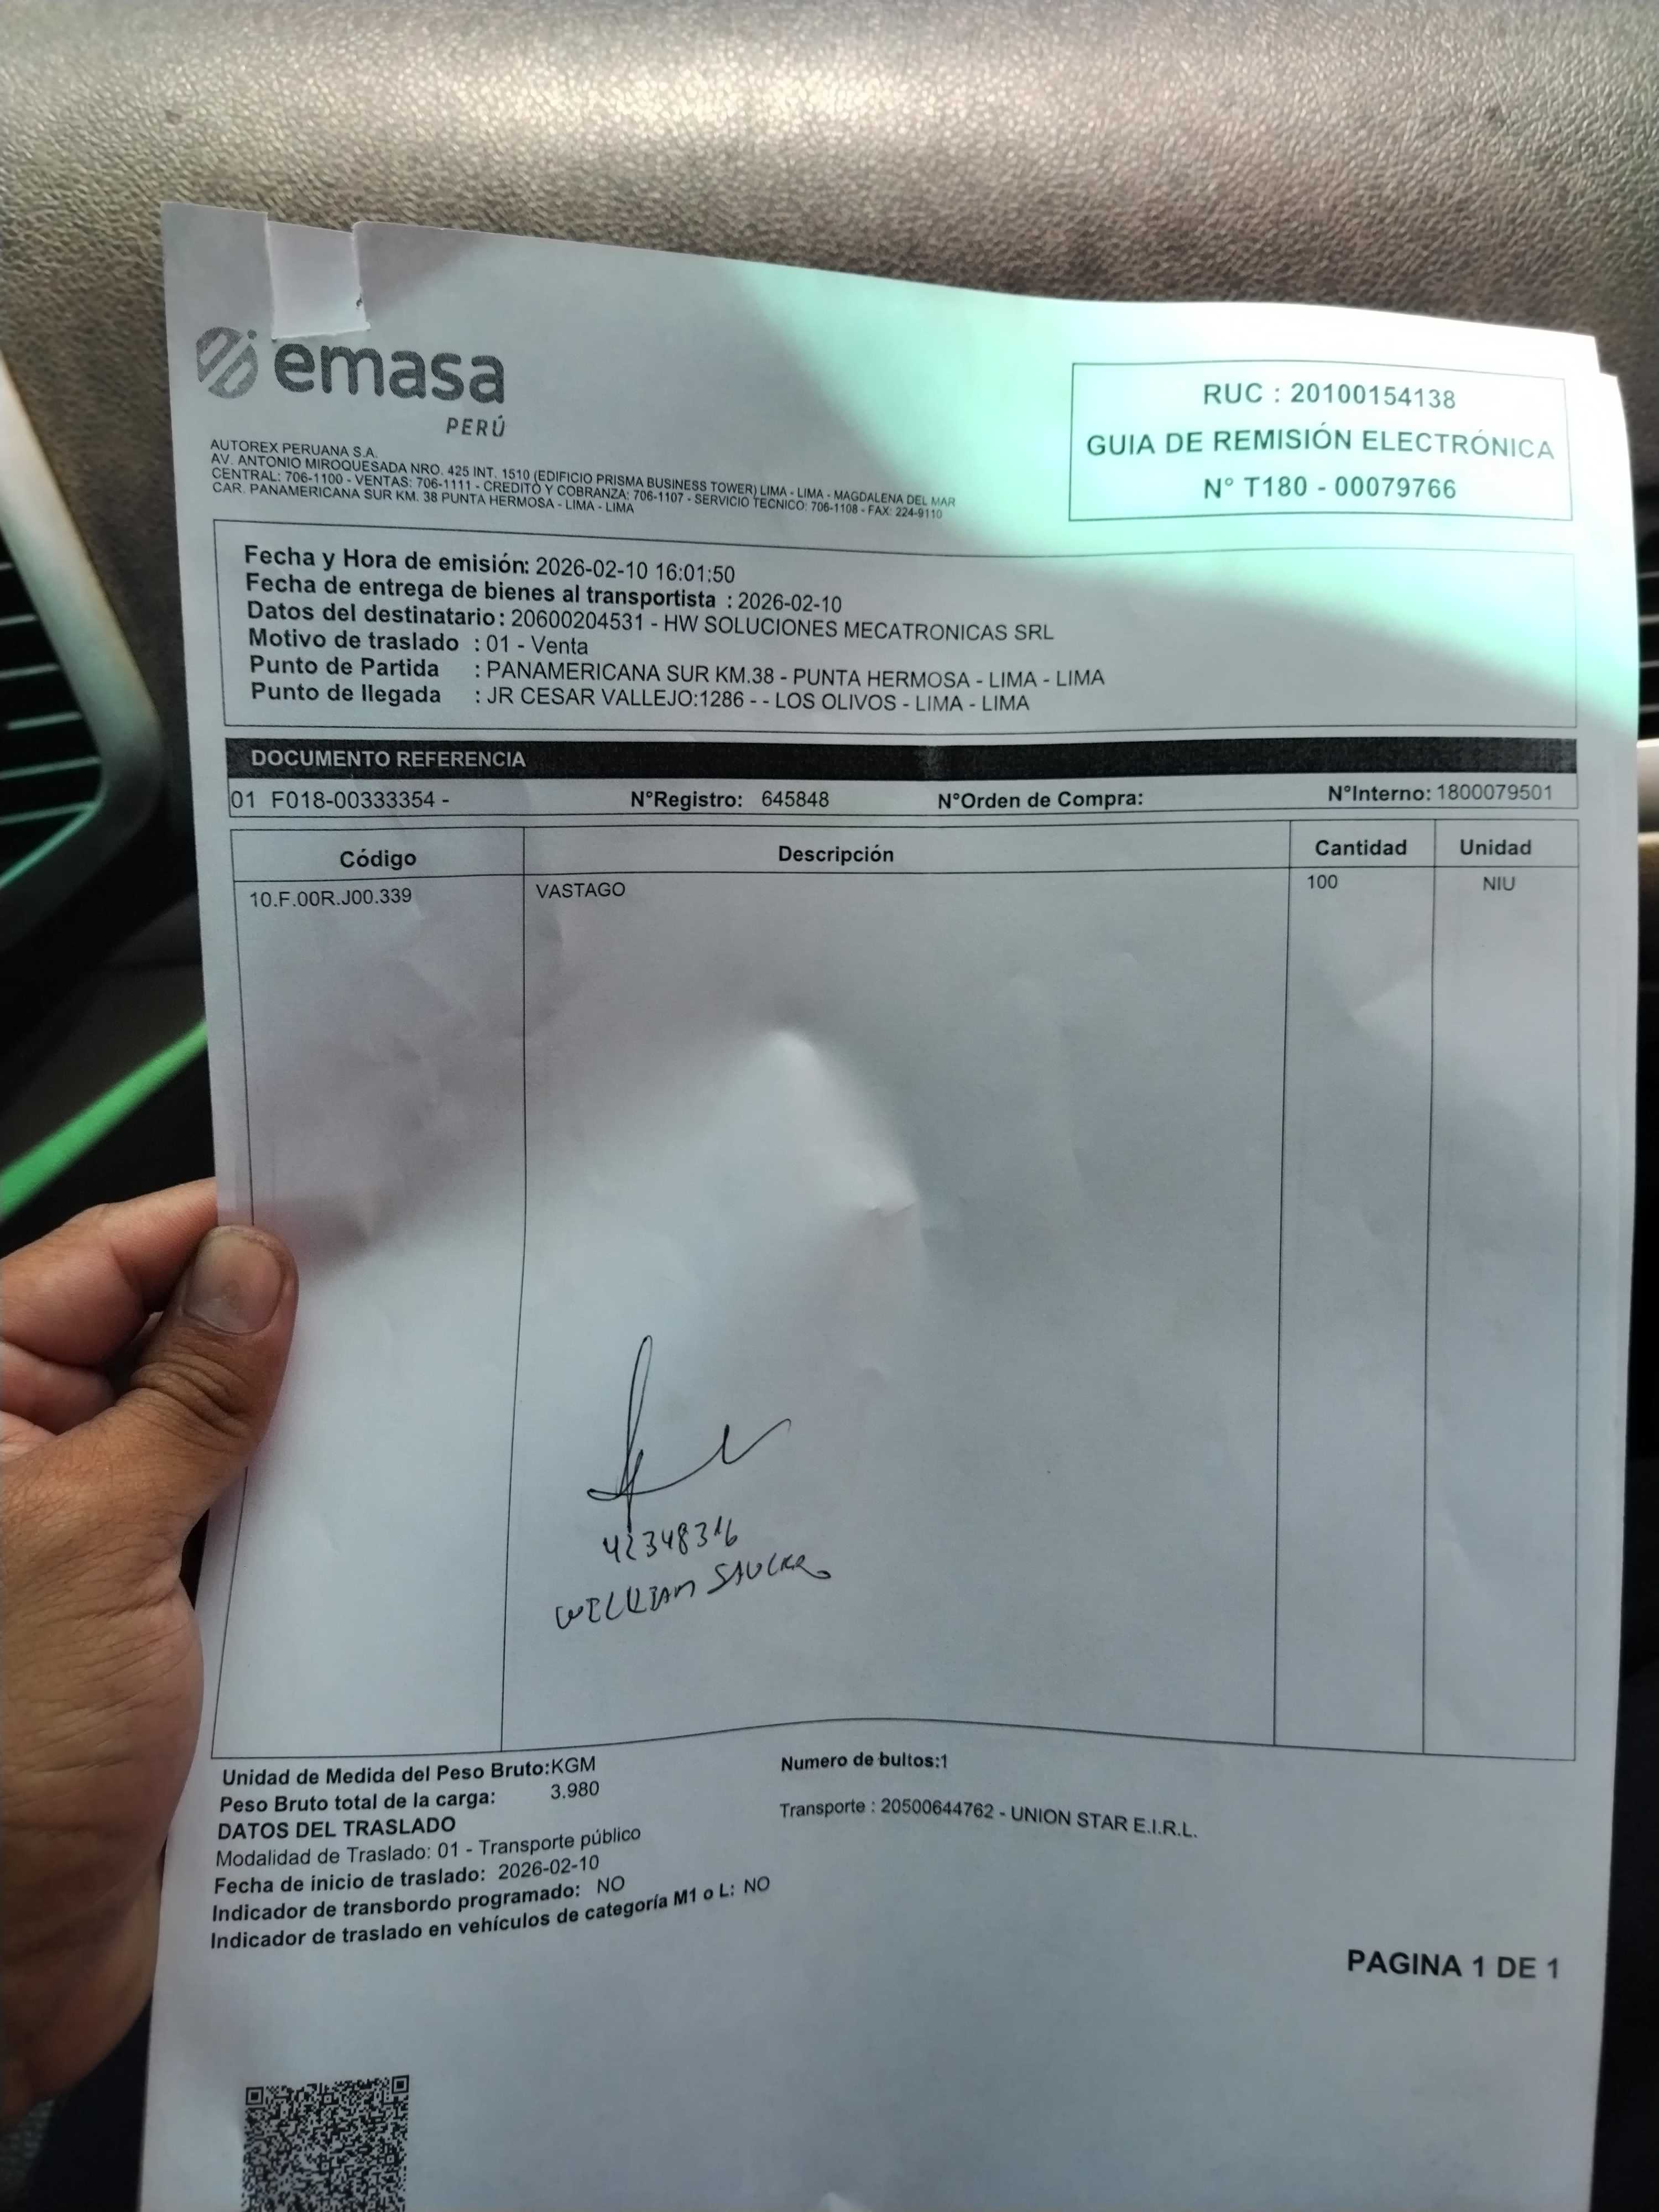 emasa
PERÚ
AUTOREX PERUANA S.A.
AV. ANTONIO MIROQUESADA NRO. 425 INT. 1510 (EDIFICIO PRISMA BUSINESS TOWER) LIMA - LIMA - MAGDALENA DEL MAR
CENTRAL: 706-1100 - VENTAS: 706-1111 - CREDITO Y COBRANZA: 706-1107 - SERVICIO TECNICO: 706-1108 - FAX: 224-9110
CAR. PANAMERICANA SUR KM. 38 PUNTA HERMOSA - LIMA - LIMA
RUC : 20100154138
GUIA DE REMISIÓN ELECTRÓNICA
N° T180 - 00079766
Fecha y Hora de emisión: 2026-02-10 16:01:50
Fecha de entrega de bienes al transportista : 2026-02-10
Datos del destinatario: 20600204531 - HW SOLUCIONES MECATRONICAS SRL
Motivo de traslado : 01 - Venta
Punto de Partida : PANAMERICANA SUR KM.38 - PUNTA HERMOSA - LIMA - LIMA
Punto de llegada : JR CESAR VALLEJO:1286 - - LOS OLIVOS - LIMA - LIMA
DOCUMENTO REFERENCIA
01 F018-00333354 - N°Registro: 645848 N°Orden de Compra: N°Interno: 1800079501
Código Descripción Cantidad Unidad
10.F.00R.J00.339 VASTAGO 100 NIU
42348316
WILLIAM
Unidad de Medida del Peso Bruto:KGM Numero de bultos:1
Peso Bruto total de la carga: 3.980
DATOS DEL TRASLADO Transporte : 20500644762 - UNION STAR E.I.R.L.
Modalidad de Traslado: 01 - Transporte público
Fecha de inicio de traslado: 2026-02-10
Indicador de transbordo programado: NO
Indicador de traslado en vehículos de categoría M1 o L: NO
PAGINA 1 DE 1